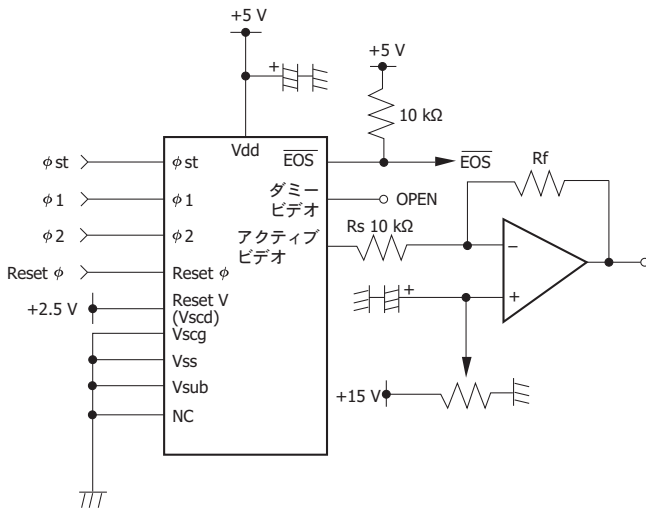 +5 V
+5 V
+
10 kΩ
Vdd
EOS
EOS
φst
φst
ダミー
ビデオ
OPEN
Rf
φ1
φ1
φ2
φ2
アクティブ
ビデオ
Rs 10 kΩ
−
Reset φ
Reset φ
+
+
+2.5 V
Reset V
(Vscd)
Vscg
Vss
Vsub
+15 V
NC